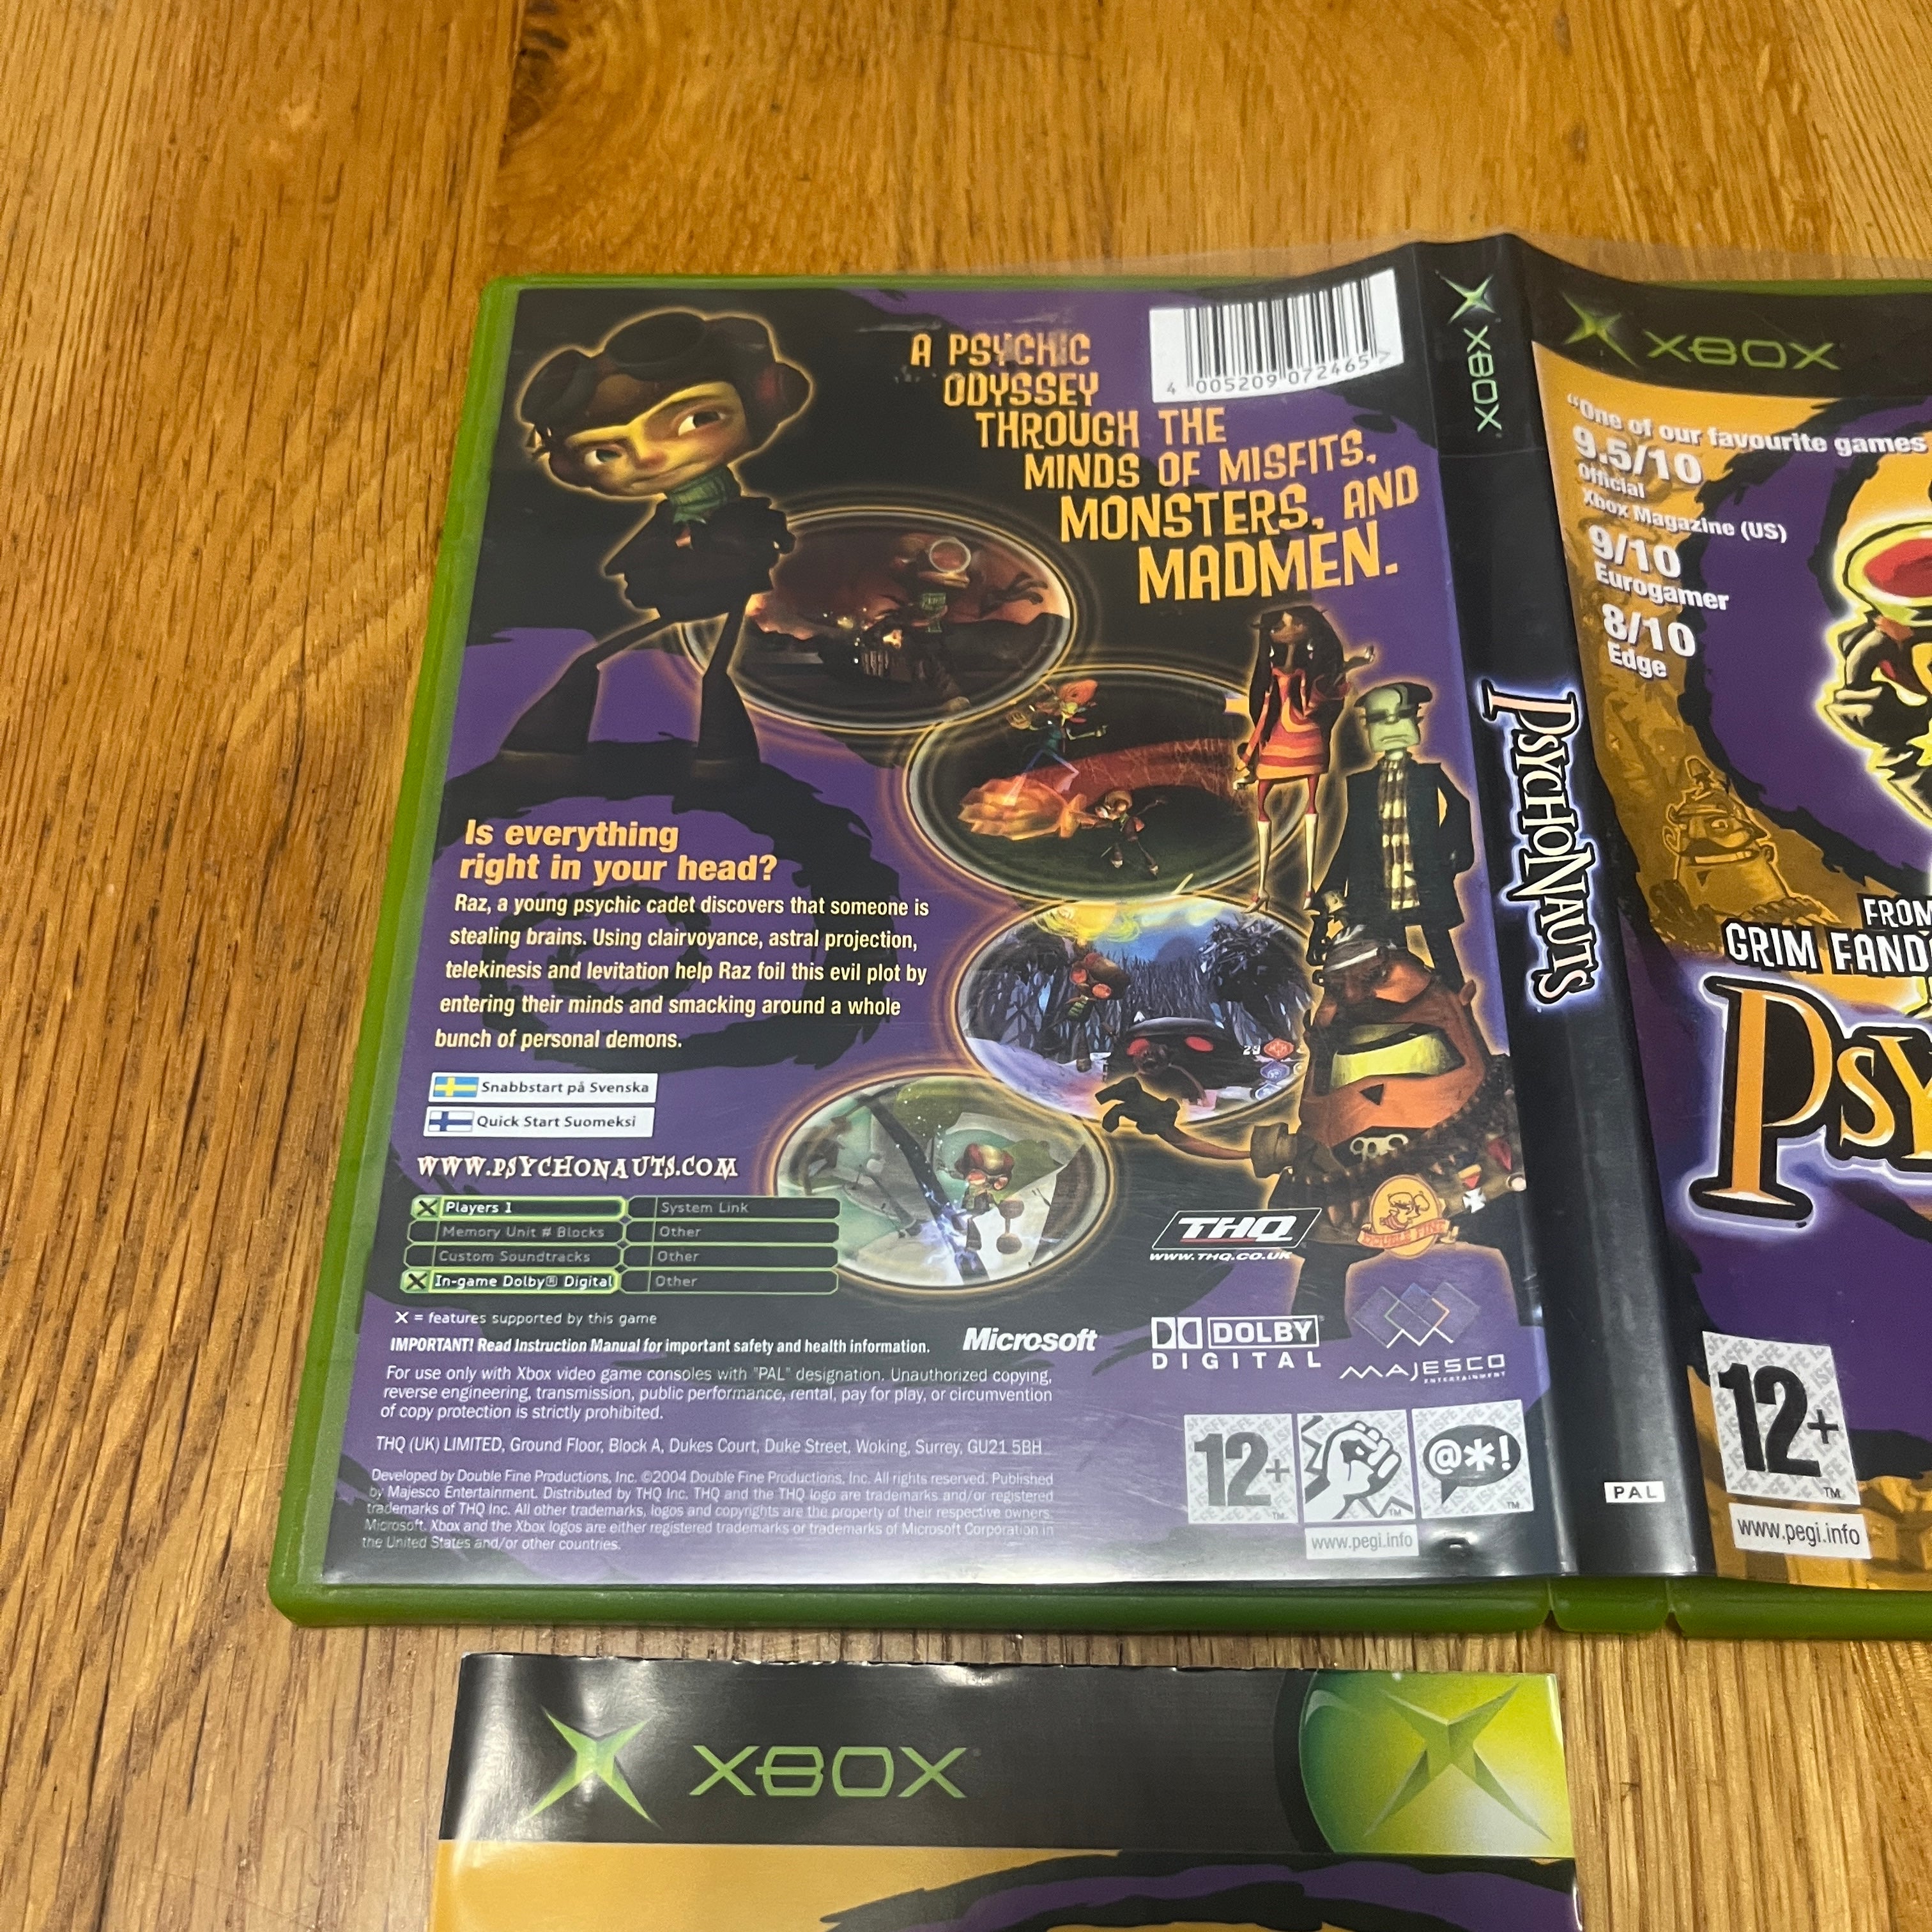 A PSYCHIC
ODYSSEY
THROUGH THE
MINDS OF MISFITS,
MONSTERS, AND
MADMEN.
4 005209 072465 >
Is everything
right in your head?
Raz, a young psychic cadet discovers that someone is
stealing brains. Using clairvoyance, astral projection,
telekinesis and levitation help Raz foil this evil plot by
entering their minds and smacking around a whole
bunch of personal demons.
Snabbstart på Svenska
Quick Start Suomeksi
WWW.PSYCHONAUTS.COM
Players 1
System Link
Memory Unit # Blocks
Other
Custom Soundtracks
Other
In-game Dolby® Digital
Other
X = features supported by this game
IMPORTANT! Read Instruction Manual for important safety and health information.
For use only with Xbox video game consoles with "PAL" designation. Unauthorized copying,
reverse engineering, transmission, public performance, rental, pay for play, or circumvention
of copy protection is strictly prohibited.
THQ (UK) LIMITED, Ground Floor, Block A, Dukes Court, Duke Street, Woking, Surrey, GU21 5BH
Developed by Double Fine Productions, Inc. ©2004 Double Fine Productions, Inc. All rights reserved. Published
by Majesco Entertainment. Distributed by THQ Inc. THQ and the THQ logo are trademarks and/or registered
trademarks of THQ Inc. All other trademarks, logos and copyrights are the property of their respective owners.
Microsoft, Xbox and the Xbox logos are either registered trademarks or trademarks of Microsoft Corporation in
the United States and/or other countries.
THQ
WWW.THQ.CO.UK
DOUBLE FINE
Microsoft
DOLBY
DIGITAL
MAJESCO
ENTERTAINMENT
12+
@*!
www.pegi.info
XBOX
PSYCHONAUTS
PAL
XBOX
"One of our favourite games
9.5/10
Official
Xbox Magazine (US)
9/10
Eurogamer
8/10
Edge
FROM
GRIM FAND
PSY
12+
www.pegi.info
XBOX